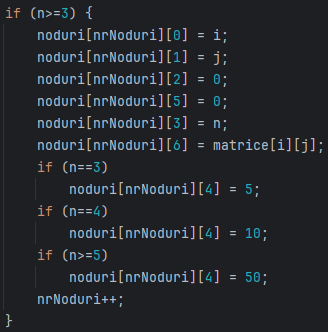 if (n>=3) {
    noduri[nrNoduri][0] = i;
    noduri[nrNoduri][1] = j;
    noduri[nrNoduri][2] = 0;
    noduri[nrNoduri][5] = 0;
    noduri[nrNoduri][3] = n;
    noduri[nrNoduri][6] = matrice[i][j];
    if (n==3)
        noduri[nrNoduri][4] = 5;
    if (n==4)
        noduri[nrNoduri][4] = 10;
    if (n>=5)
        noduri[nrNoduri][4] = 50;
    nrNoduri++;
}